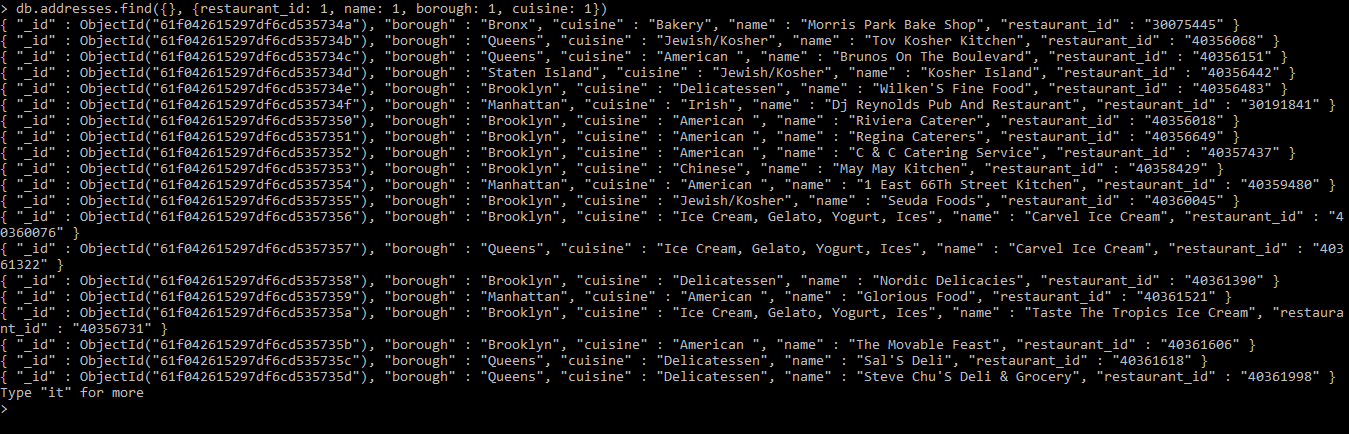 > db.addresses.find({}, {restaurant_id: 1, name: 1, borough: 1, cuisine: 1})
{ "_id" : ObjectId("61f042615297df6cd535734a"), "borough" : "Bronx", "cuisine" : "Bakery", "name" : "Morris Park Bake Shop", "restaurant_id" : "30075445" }
{ "_id" : ObjectId("61f042615297df6cd535734b"), "borough" : "Queens", "cuisine" : "Jewish/Kosher", "name" : "Tov Kosher Kitchen", "restaurant_id" : "40356068" }
{ "_id" : ObjectId("61f042615297df6cd535734c"), "borough" : "Queens", "cuisine" : "American ", "name" : "Brunos On The Boulevard", "restaurant_id" : "40356151" }
{ "_id" : ObjectId("61f042615297df6cd535734d"), "borough" : "Staten Island", "cuisine" : "Jewish/Kosher", "name" : "Kosher Island", "restaurant_id" : "40356442" }
{ "_id" : ObjectId("61f042615297df6cd535734e"), "borough" : "Brooklyn", "cuisine" : "Delicatessen", "name" : "Wilken'S Fine Food", "restaurant_id" : "40356483" }
{ "_id" : ObjectId("61f042615297df6cd535734f"), "borough" : "Manhattan", "cuisine" : "Irish", "name" : "Dj Reynolds Pub And Restaurant", "restaurant_id" : "30191841" }
{ "_id" : ObjectId("61f042615297df6cd5357350"), "borough" : "Brooklyn", "cuisine" : "American ", "name" : "Riviera Caterer", "restaurant_id" : "40356018" }
{ "_id" : ObjectId("61f042615297df6cd5357351"), "borough" : "Brooklyn", "cuisine" : "American ", "name" : "Regina Caterers", "restaurant_id" : "40356649" }
{ "_id" : ObjectId("61f042615297df6cd5357352"), "borough" : "Brooklyn", "cuisine" : "American ", "name" : "C & C Catering Service", "restaurant_id" : "40357437" }
{ "_id" : ObjectId("61f042615297df6cd5357353"), "borough" : "Brooklyn", "cuisine" : "Chinese", "name" : "May May Kitchen", "restaurant_id" : "40358429" }
{ "_id" : ObjectId("61f042615297df6cd5357354"), "borough" : "Manhattan", "cuisine" : "American ", "name" : "1 East 66Th Street Kitchen", "restaurant_id" : "40359480" }
{ "_id" : ObjectId("61f042615297df6cd5357355"), "borough" : "Brooklyn", "cuisine" : "Jewish/Kosher", "name" : "Seuda Foods", "restaurant_id" : "40360045" }
{ "_id" : ObjectId("61f042615297df6cd5357356"), "borough" : "Brooklyn", "cuisine" : "Ice Cream, Gelato, Yogurt, Ices", "name" : "Carvel Ice Cream", "restaurant_id" : "4
0360076" }
{ "_id" : ObjectId("61f042615297df6cd5357357"), "borough" : "Queens", "cuisine" : "Ice Cream, Gelato, Yogurt, Ices", "name" : "Carvel Ice Cream", "restaurant_id" : "403
61322" }
{ "_id" : ObjectId("61f042615297df6cd5357358"), "borough" : "Brooklyn", "cuisine" : "Delicatessen", "name" : "Nordic Delicacies", "restaurant_id" : "40361390" }
{ "_id" : ObjectId("61f042615297df6cd5357359"), "borough" : "Manhattan", "cuisine" : "American ", "name" : "Glorious Food", "restaurant_id" : "40361521" }
{ "_id" : ObjectId("61f042615297df6cd535735a"), "borough" : "Brooklyn", "cuisine" : "Ice Cream, Gelato, Yogurt, Ices", "name" : "Taste The Tropics Ice Cream", "restaura
nt_id" : "40356731" }
{ "_id" : ObjectId("61f042615297df6cd535735b"), "borough" : "Brooklyn", "cuisine" : "American ", "name" : "The Movable Feast", "restaurant_id" : "40361606" }
{ "_id" : ObjectId("61f042615297df6cd535735c"), "borough" : "Queens", "cuisine" : "Delicatessen", "name" : "Sal'S Deli", "restaurant_id" : "40361618" }
{ "_id" : ObjectId("61f042615297df6cd535735d"), "borough" : "Queens", "cuisine" : "Delicatessen", "name" : "Steve Chu'S Deli & Grocery", "restaurant_id" : "40361998" }
Type "it" for more
>